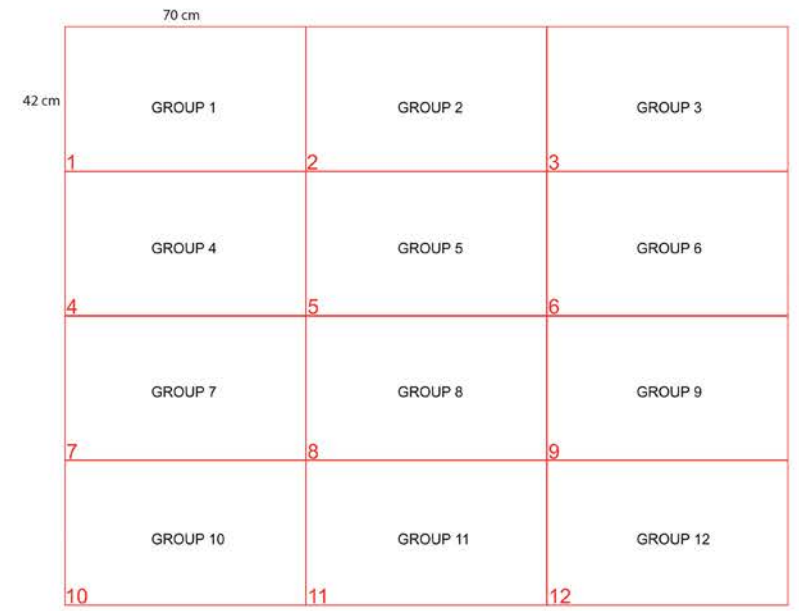 70 cm
42 cm
GROUP 1
GROUP 2
GROUP 3
1
2
3
GROUP 4
GROUP 5
GROUP 6
4
5
6
GROUP 7
GROUP 8
GROUP 9
7
8
9
GROUP 10
GROUP 11
GROUP 12
10
11
12